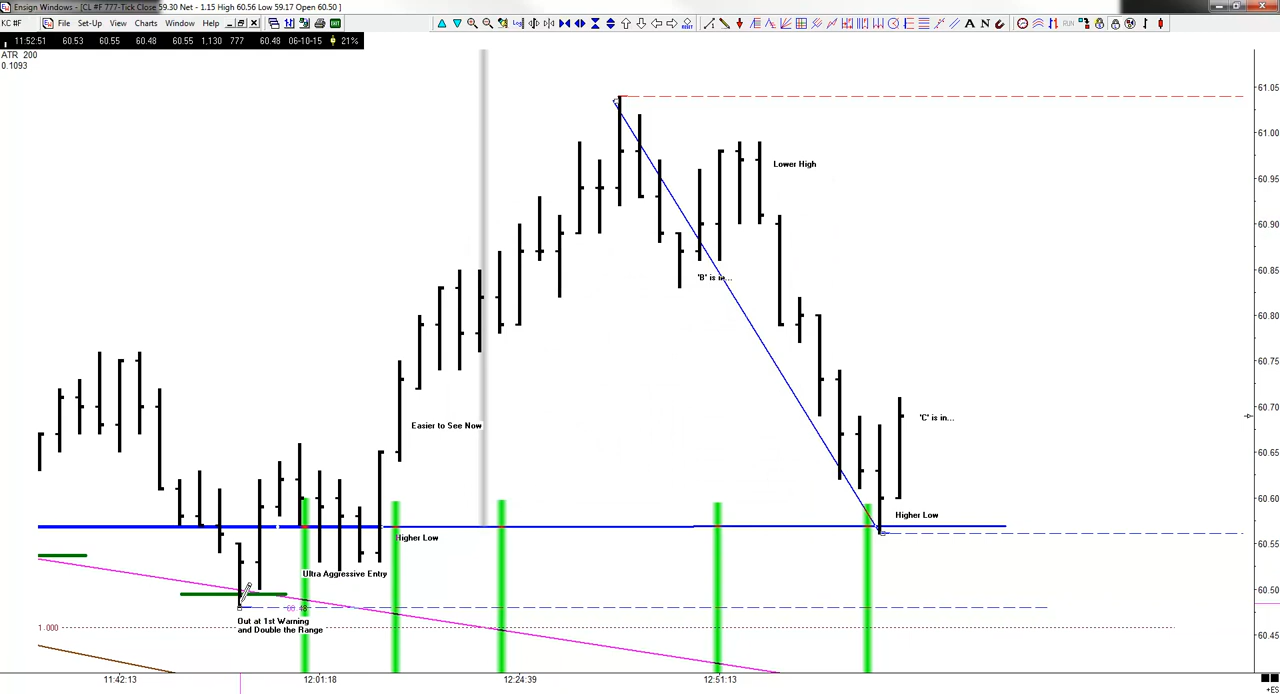 Ensign Windows - [CL #F 777-Tick Close 59.30 Net - 1.15 High 60.56 Low 59.17 Open 60.50 ]
KC #F File Set-Up View Charts Window Help
11:52:51 60.53 60.55 60.48 60.55 1,130 777 60.48 06-10-15 21%
ATR 200
0.1093
61.05
61.00
Lower High
60.95
60.90
60.85
'B' is in...
60.80
60.75
60.70
'C' is in...
Easier to See Now
60.65
60.60
Higher Low
Higher Low
60.55
Ultra Aggressive Entry
60.50
60.48
Out at 1st Warning
and Double the Range
1.000
60.45
11:42:13 12:01:18 12:24:39 12:51:13
+ES